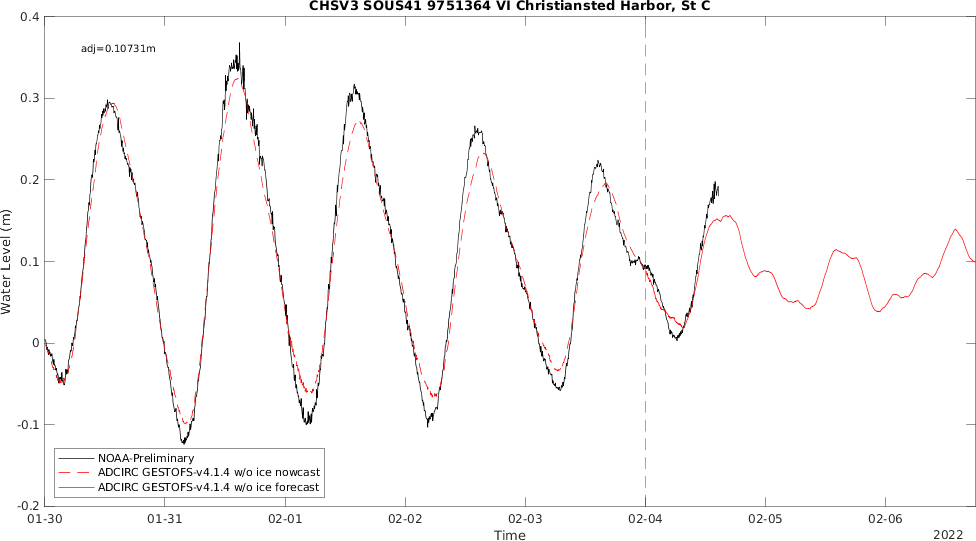 CHSV3 SOUS41 9751364 VI Christiansted Harbor, St C
adj=0.10731m
0.4
0.3
0.2
0.1
0
-0.1
-0.2
Water Level (m)
NOAA-Preliminary
ADCIRC GESTOFS-v4.1.4 w/o ice nowcast
ADCIRC GESTOFS-v4.1.4 w/o ice forecast
01-30 01-31 02-01 02-02 02-03 02-04 02-05 02-06
Time
2022